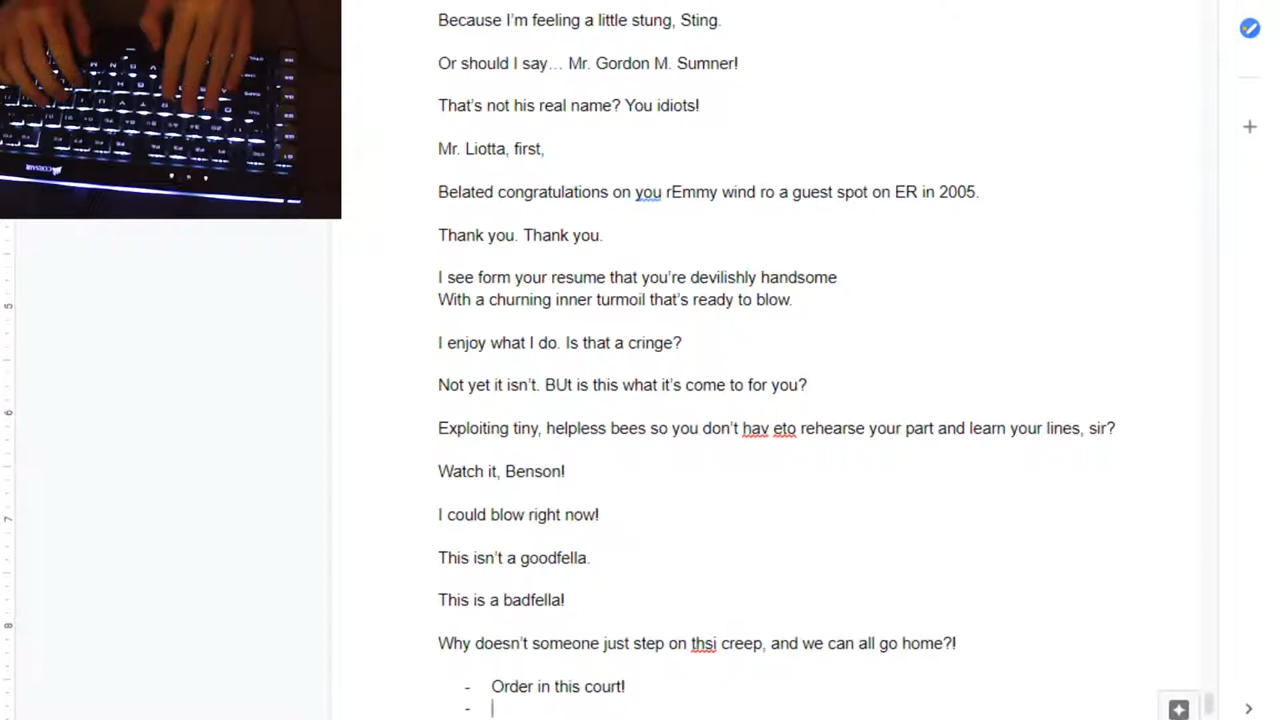 Because I’m feeling a little stung, Sting.
Or should I say… Mr. Gordon M. Sumner!
That’s not his real name? You idiots!
Mr. Liotta, first,
Belated congratulations on you rEmmy wind ro a guest spot on ER in 2005.
Thank you. Thank you.
I see form your resume that you’re devilishly handsome
With a churning inner turmoil that’s ready to blow.
I enjoy what I do. Is that a cringe?
Not yet it isn’t. BUt is this what it’s come to for you?
Exploiting tiny, helpless bees so you don’t hav eto rehearse your part and learn your lines, sir?
Watch it, Benson!
I could blow right now!
This isn’t a goodfella.
This is a badfella!
Why doesn’t someone just step on thsi creep, and we can all go home?!
- Order in this court!
-
5
6
7
8
CORSAIR